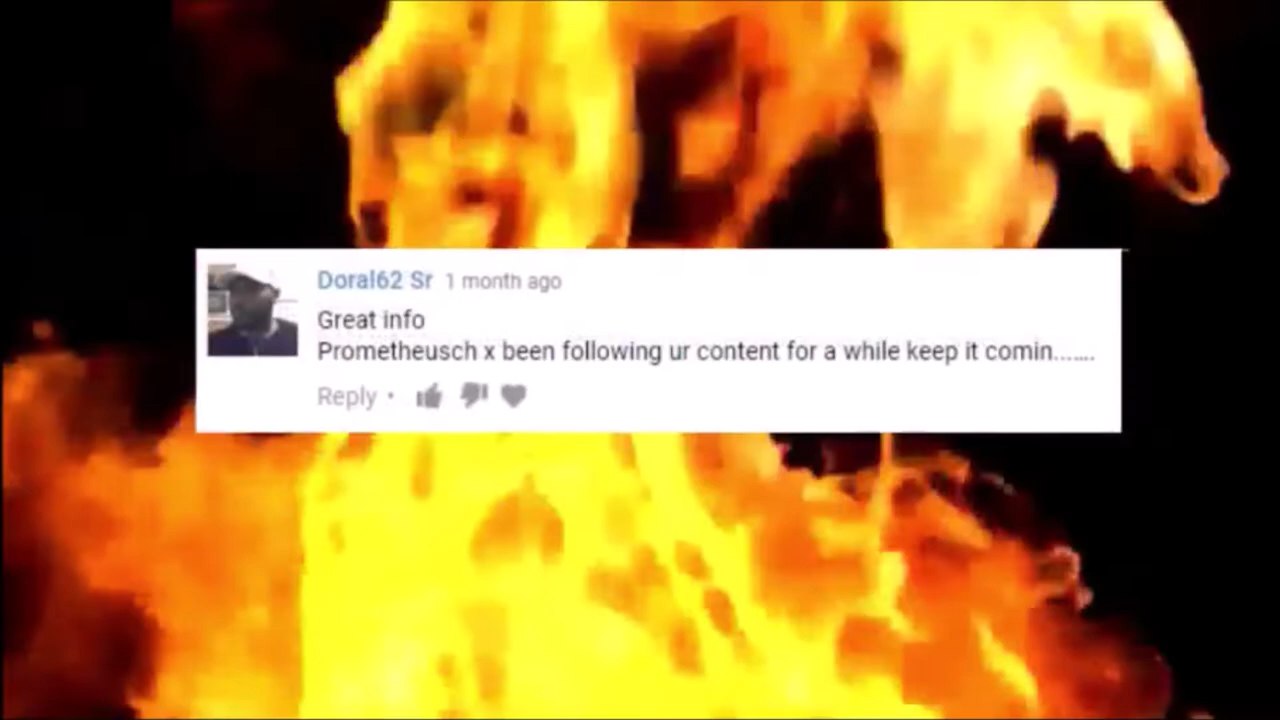 Doral62 Sr 1 month ago
Great info
Prometheusch x been following ur content for a while keep it comin.......
Reply •